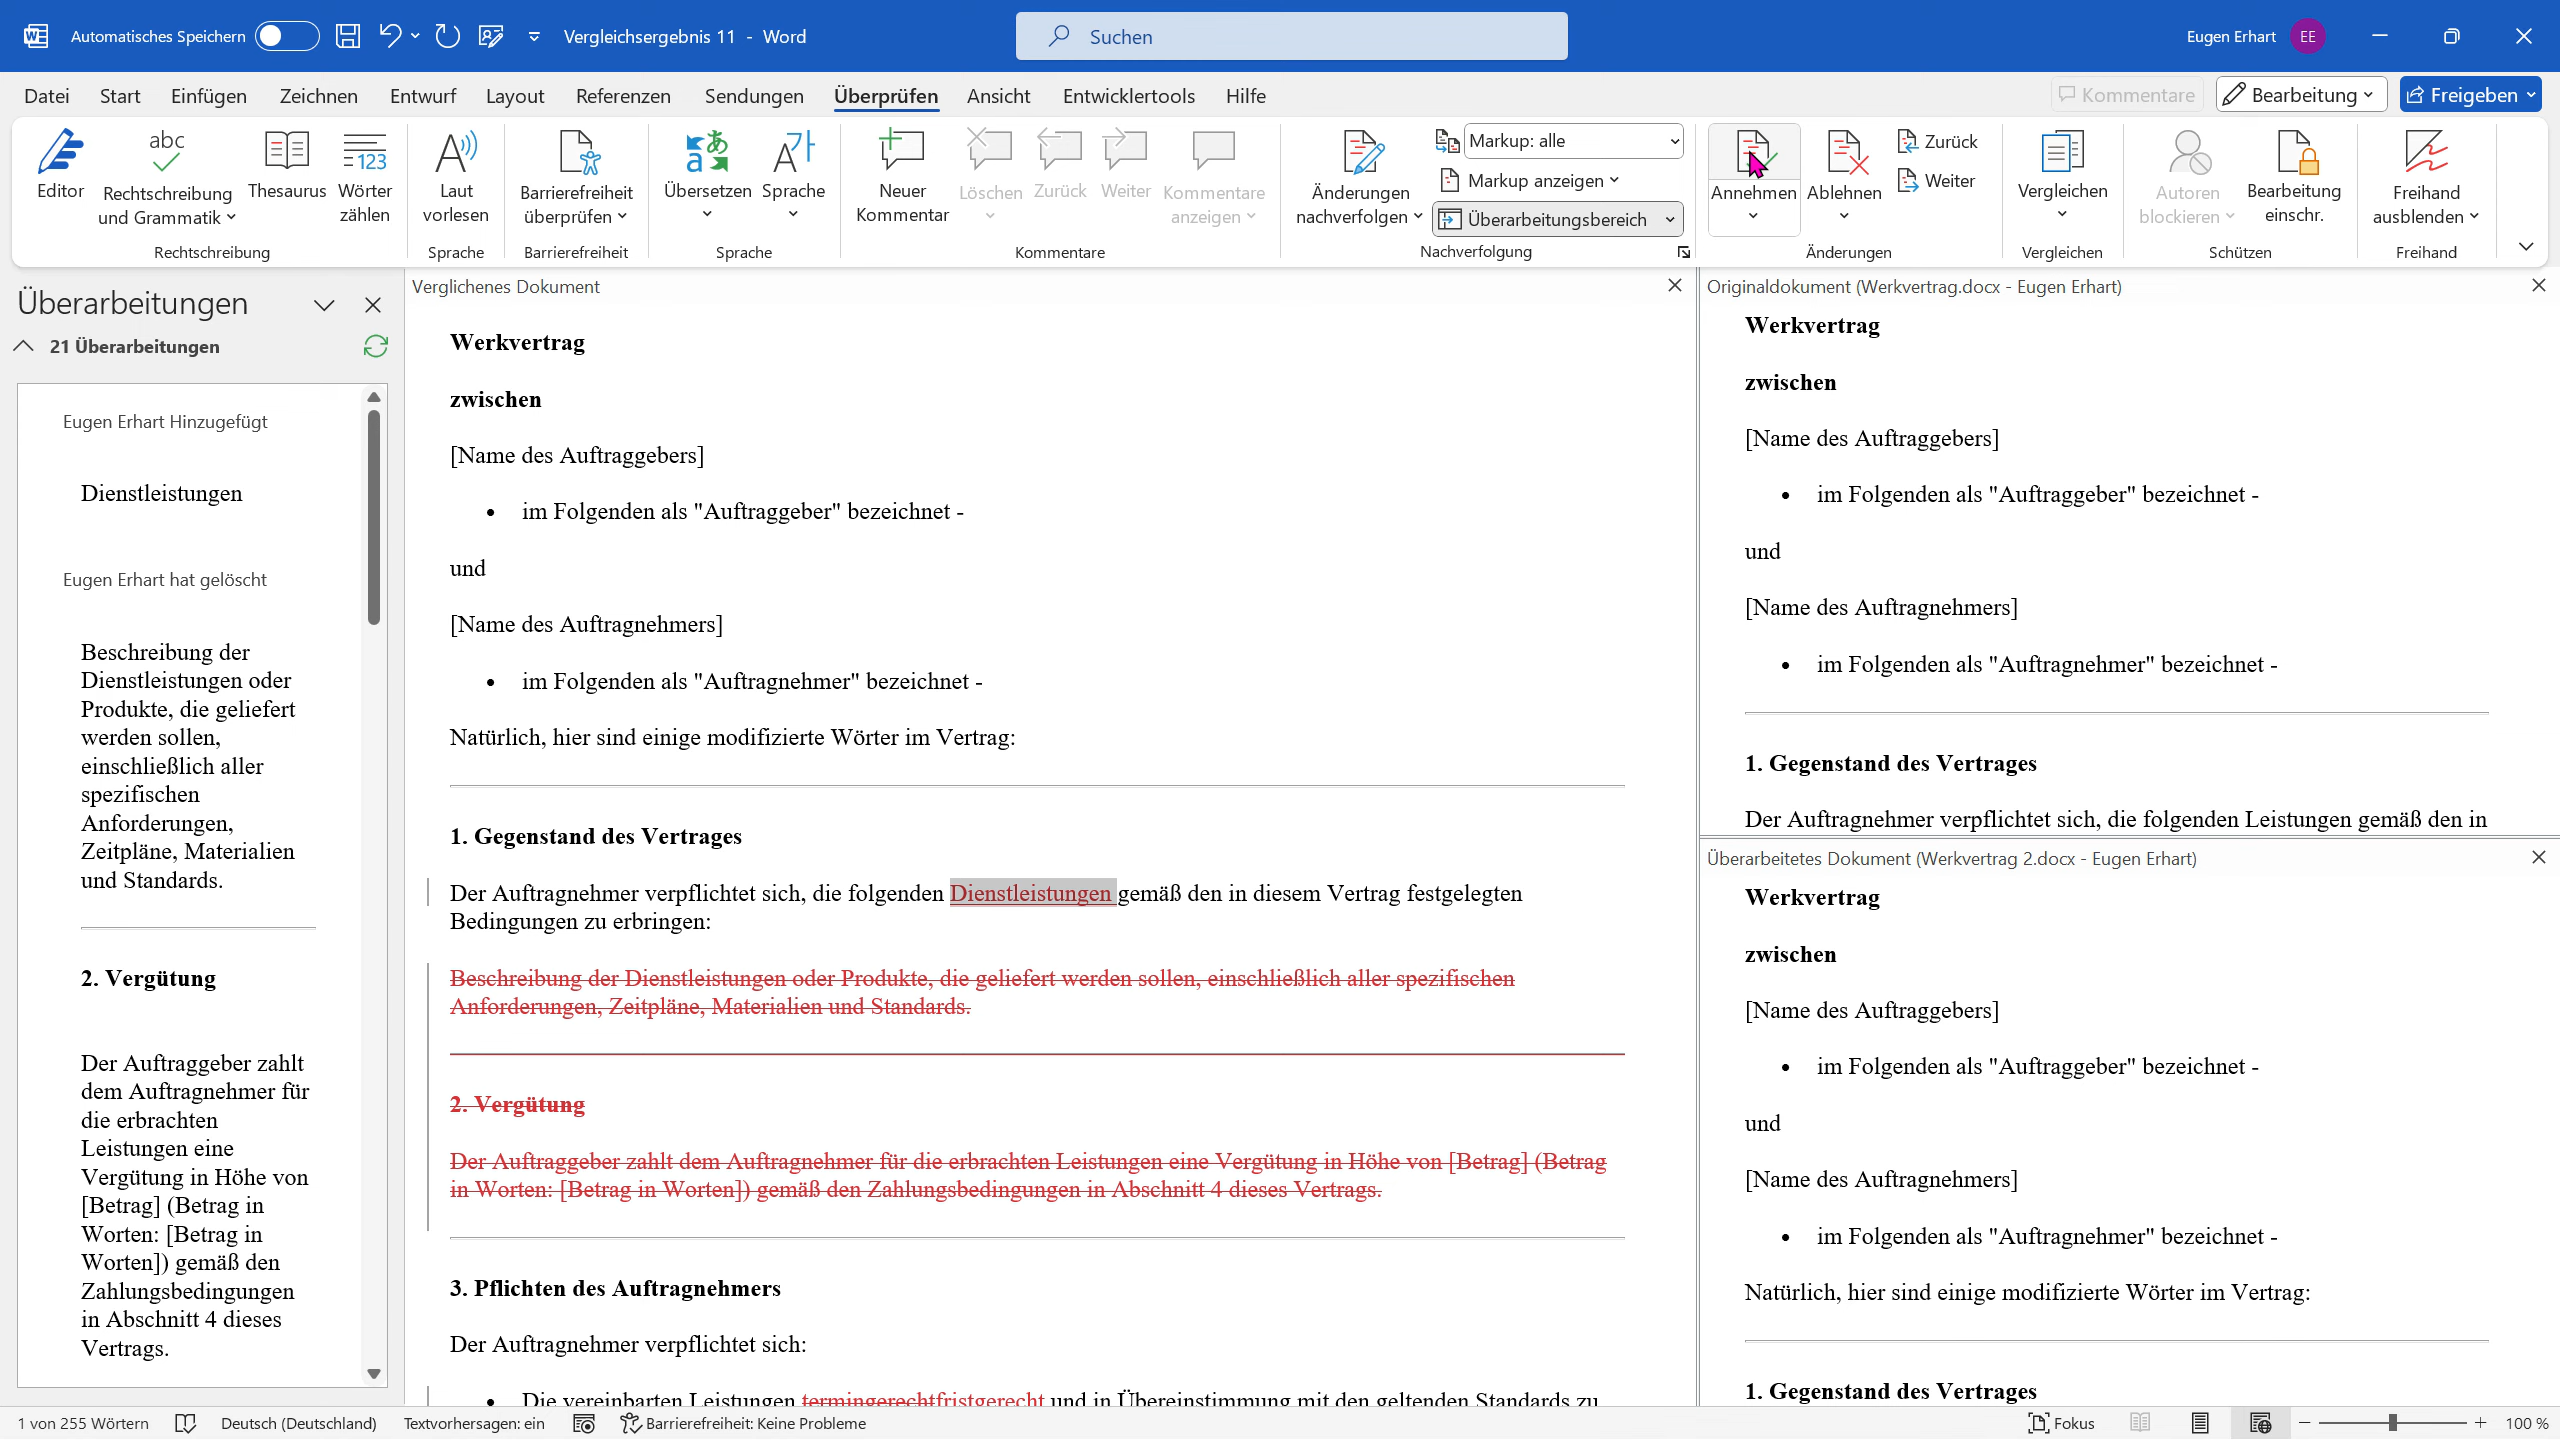 Automatisches Speichern
Vergleichsergebnis 11 - Word
Suchen
Eugen Erhart
EE
Datei Start Einfügen Zeichnen Entwurf Layout Referenzen Sendungen Überprüfen Ansicht Entwicklertools Hilfe
Kommentare
Bearbeitung
Freigeben
Editor
abc
Rechtschreibung
und Grammatik
Thesaurus
123
Wörter
zählen
Rechtschreibung
Laut
vorlesen
Sprache
Barrierefreiheit
überprüfen
Barrierefreiheit
Übersetzen
Sprache
Sprache
Neuer
Kommentar
Löschen
Zurück
Weiter
Kommentare
anzeigen
Kommentare
Änderungen
nachverfolgen
Markup: alle
Markup anzeigen
Überarbeitungsbereich
Nachverfolgung
Annehmen
Ablehnen
Zurück
Weiter
Änderungen
Vergleichen
Vergleichen
Autoren
blockieren
Bearbeitung
einschr.
Schützen
Freihand
ausblenden
Freihand
Überarbeitungen
21 Überarbeitungen
Eugen Erhart Hinzugefügt
Dienstleistungen
Eugen Erhart hat gelöscht
Beschreibung der
Dienstleistungen oder
Produkte, die geliefert
werden sollen,
einschließlich aller
spezifischen
Anforderungen,
Zeitpläne, Materialien
und Standards.
2. Vergütung
Der Auftraggeber zahlt
dem Auftragnehmer für
die erbrachten
Leistungen eine
Vergütung in Höhe von
[Betrag] (Betrag in
Worten: [Betrag in
Worten]) gemäß den
Zahlungsbedingungen
in Abschnitt 4 dieses
Vertrags.
Verglichenes Dokument
Werkvertrag
zwischen
[Name des Auftraggebers]
• im Folgenden als "Auftraggeber" bezeichnet -
und
[Name des Auftragnehmers]
• im Folgenden als "Auftragnehmer" bezeichnet -
Natürlich, hier sind einige modifizierte Wörter im Vertrag:
1. Gegenstand des Vertrages
Der Auftragnehmer verpflichtet sich, die folgenden Dienstleistungen gemäß den in diesem Vertrag festgelegten
Bedingungen zu erbringen:
Beschreibung der Dienstleistungen oder Produkte, die geliefert werden sollen, einschließlich aller spezifischen
Anforderungen, Zeitpläne, Materialien und Standards.
2. Vergütung
Der Auftraggeber zahlt dem Auftragnehmer für die erbrachten Leistungen eine Vergütung in Höhe von [Betrag] (Betrag
in Worten: [Betrag in Worten]) gemäß den Zahlungsbedingungen in Abschnitt 4 dieses Vertrags.
3. Pflichten des Auftragnehmers
Der Auftragnehmer verpflichtet sich:
• Die vereinbarten Leistungen termingerechtfristgerecht und in Übereinstimmung mit den geltenden Standards zu
Originaldokument (Werkvertrag.docx - Eugen Erhart)
Werkvertrag
zwischen
[Name des Auftraggebers]
• im Folgenden als "Auftraggeber" bezeichnet -
und
[Name des Auftragnehmers]
• im Folgenden als "Auftragnehmer" bezeichnet -
1. Gegenstand des Vertrages
Der Auftragnehmer verpflichtet sich, die folgenden Leistungen gemäß den in
Überarbeitetes Dokument (Werkvertrag 2.docx - Eugen Erhart)
Werkvertrag
zwischen
[Name des Auftraggebers]
• im Folgenden als "Auftraggeber" bezeichnet -
und
[Name des Auftragnehmers]
• im Folgenden als "Auftragnehmer" bezeichnet -
Natürlich, hier sind einige modifizierte Wörter im Vertrag:
1. Gegenstand des Vertrages
1 von 255 Wörtern
Deutsch (Deutschland)
Textvorhersagen: ein
Barrierefreiheit: Keine Probleme
Fokus
100 %